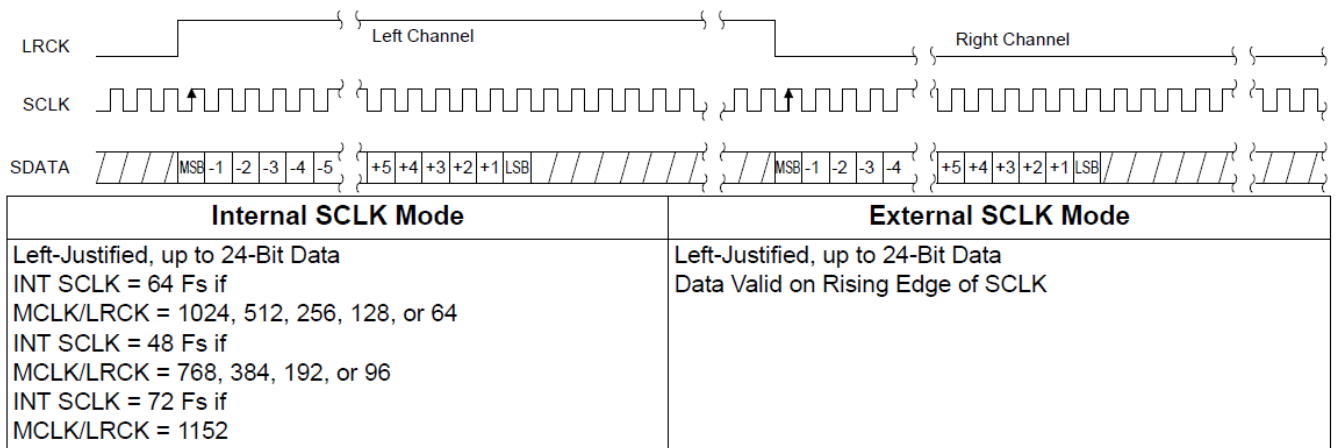 LRCK
Left Channel
Right Channel
SCLK
SDATA
MSB -1 -2 -3 -4 -5 +5 +4 +3 +2 +1 LSB MSB -1 -2 -3 -4 +5 +4 +3 +2 +1 LSB
Internal SCLK Mode
Left-Justified, up to 24-Bit Data
INT SCLK = 64 Fs if
MCLK/LRCK = 1024, 512, 256, 128, or 64
INT SCLK = 48 Fs if
MCLK/LRCK = 768, 384, 192, or 96
INT SCLK = 72 Fs if
MCLK/LRCK = 1152
External SCLK Mode
Left-Justified, up to 24-Bit Data
Data Valid on Rising Edge of SCLK